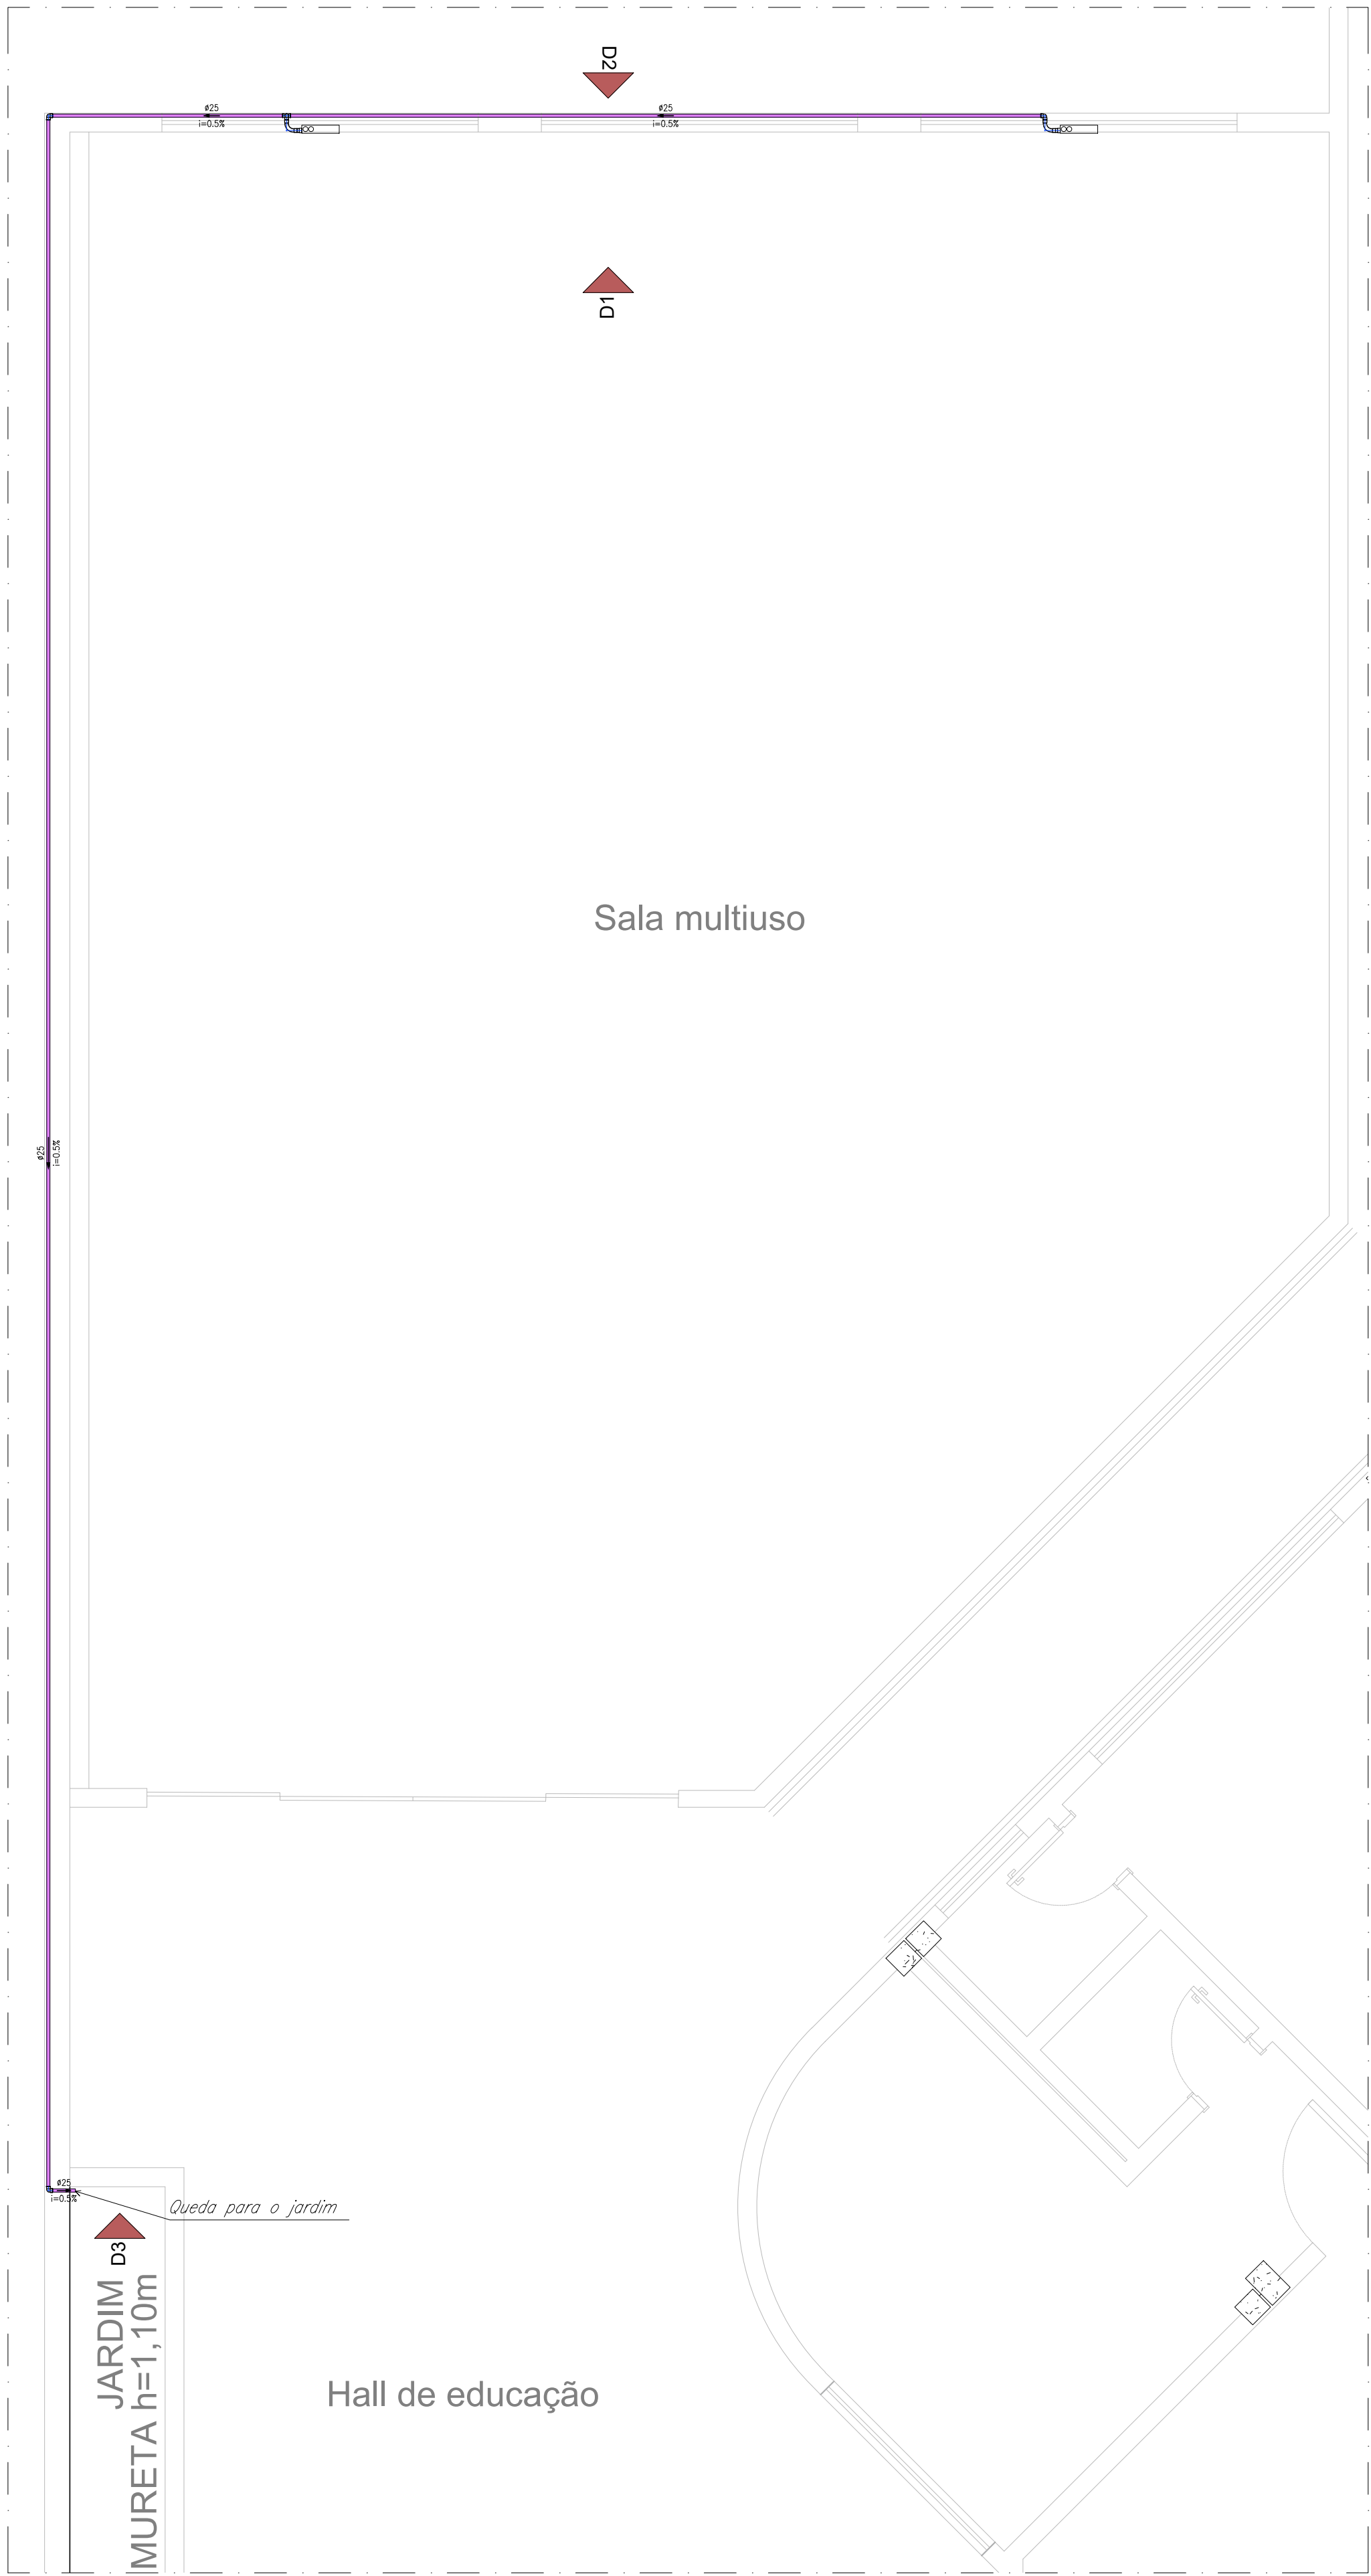 D2
ø25
i=0.5%
ø25
i=0.5%
D1
Sala multiuso
ø25
i=0.5%
ø25
i=0.5%
Queda para o jardim
D3
JARDIM
MURETA h=1,10m
Hall de educação